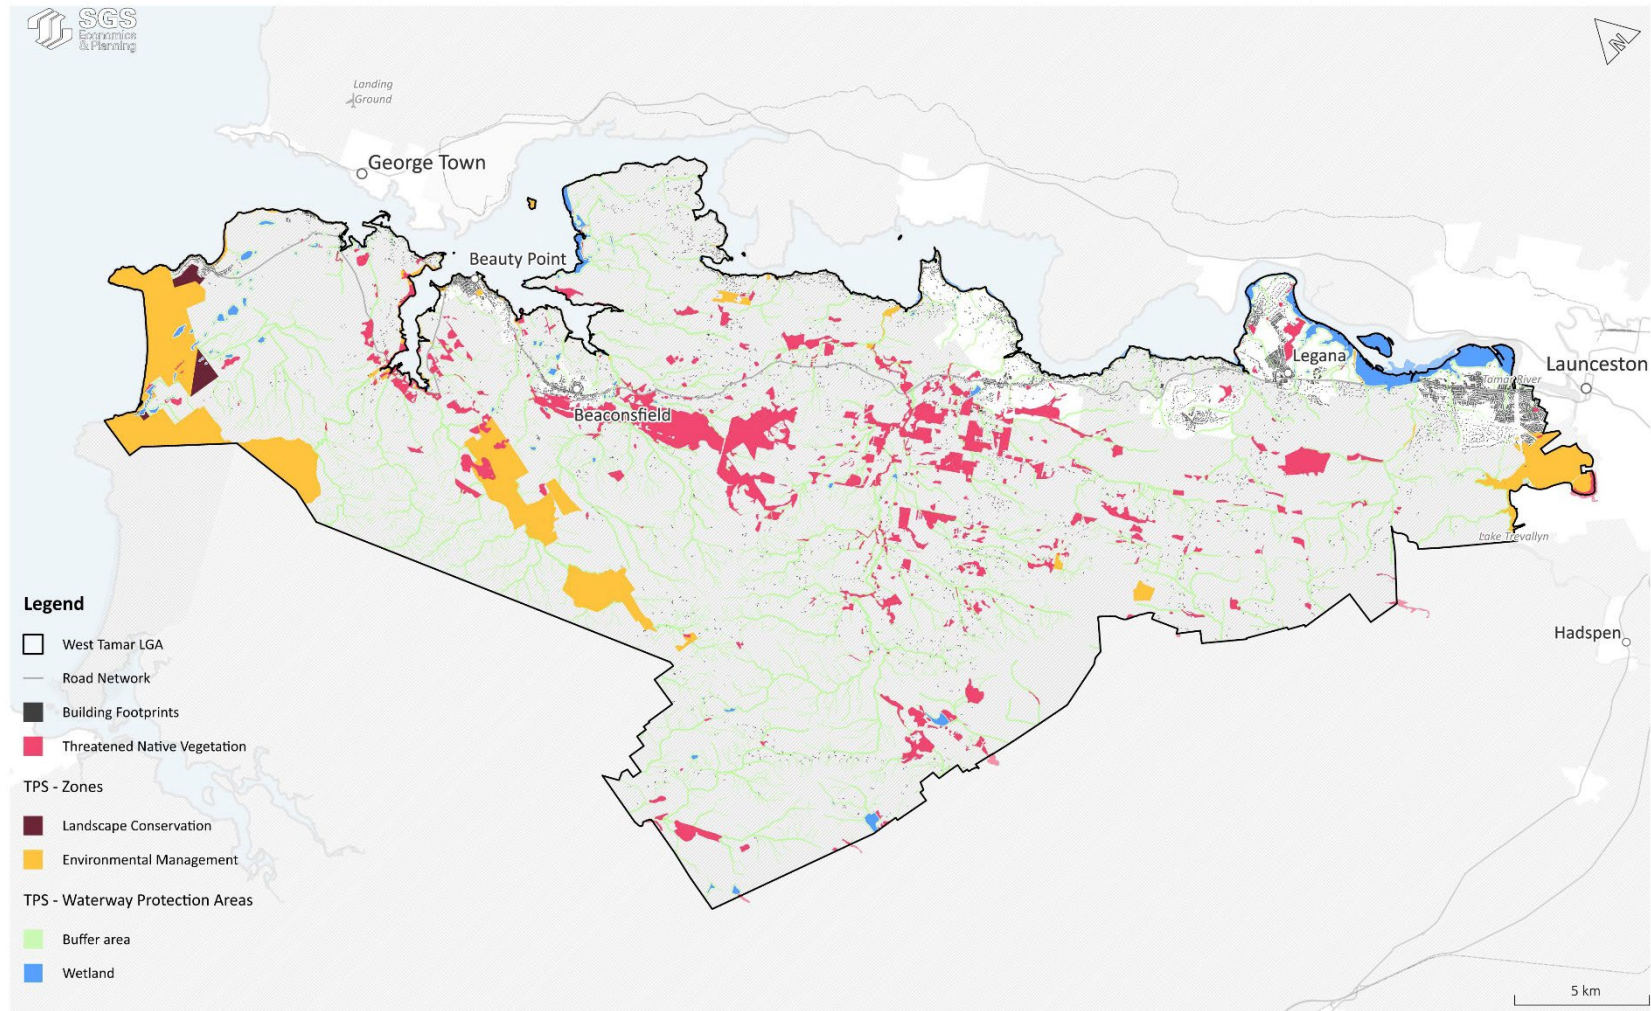 SGS
Economics
& Planning
N
Landing
Ground
George Town
Beauty Point
Legana
Launceston
Tamar River
Beaconsfield
Lake Trevallyn
Hadspen
Legend
West Tamar LGA
Road Network
Building Footprints
Threatened Native Vegetation
TPS - Zones
Landscape Conservation
Environmental Management
TPS - Waterway Protection Areas
Buffer area
Wetland
5 km